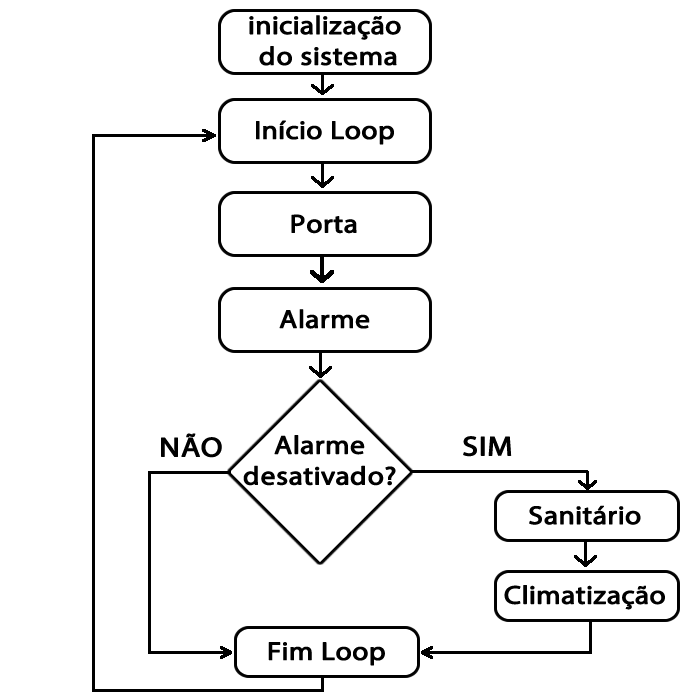 inicialização
do sistema
Início Loop
Porta
Alarme
Alarme
desativado?
NÃO
SIM
Sanitário
Climatização
Fim Loop